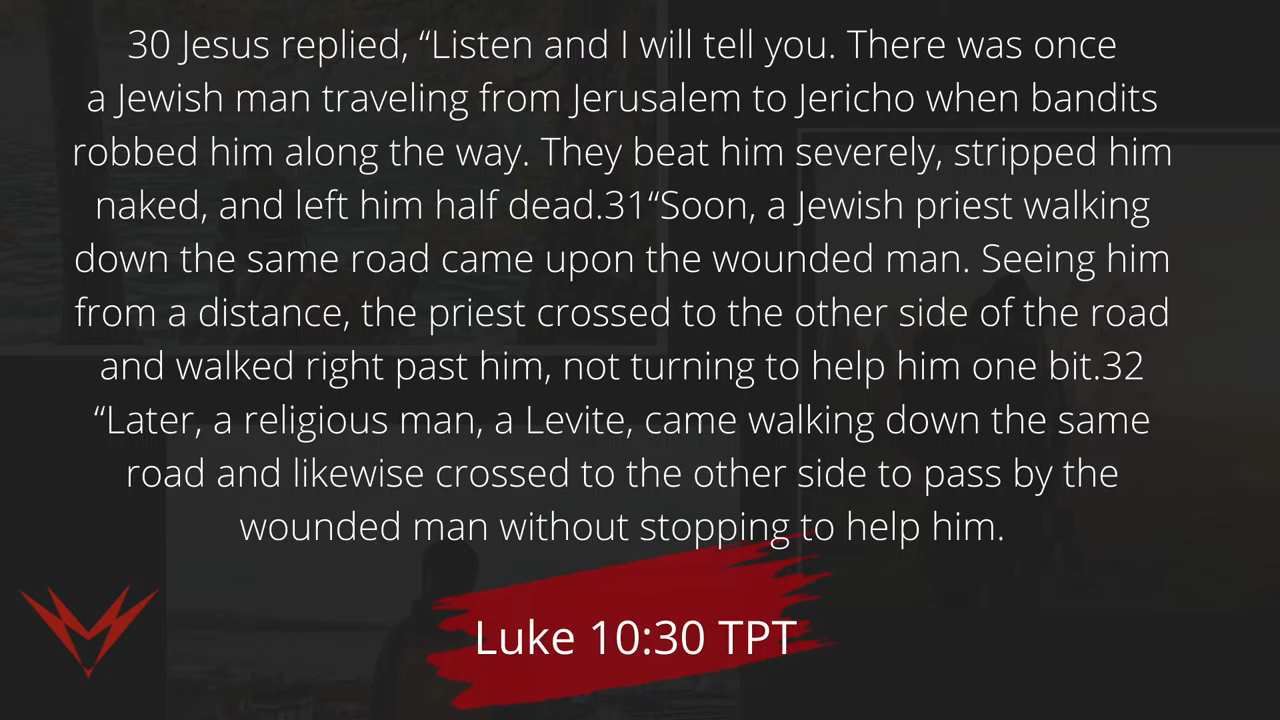 30 Jesus replied, “Listen and I will tell you. There was once
a Jewish man traveling from Jerusalem to Jericho when bandits
robbed him along the way. They beat him severely, stripped him
naked, and left him half dead.31“Soon, a Jewish priest walking
down the same road came upon the wounded man. Seeing him
from a distance, the priest crossed to the other side of the road
and walked right past him, not turning to help him one bit.32
“Later, a religious man, a Levite, came walking down the same
road and likewise crossed to the other side to pass by the
wounded man without stopping to help him.
Luke 10:30 TPT